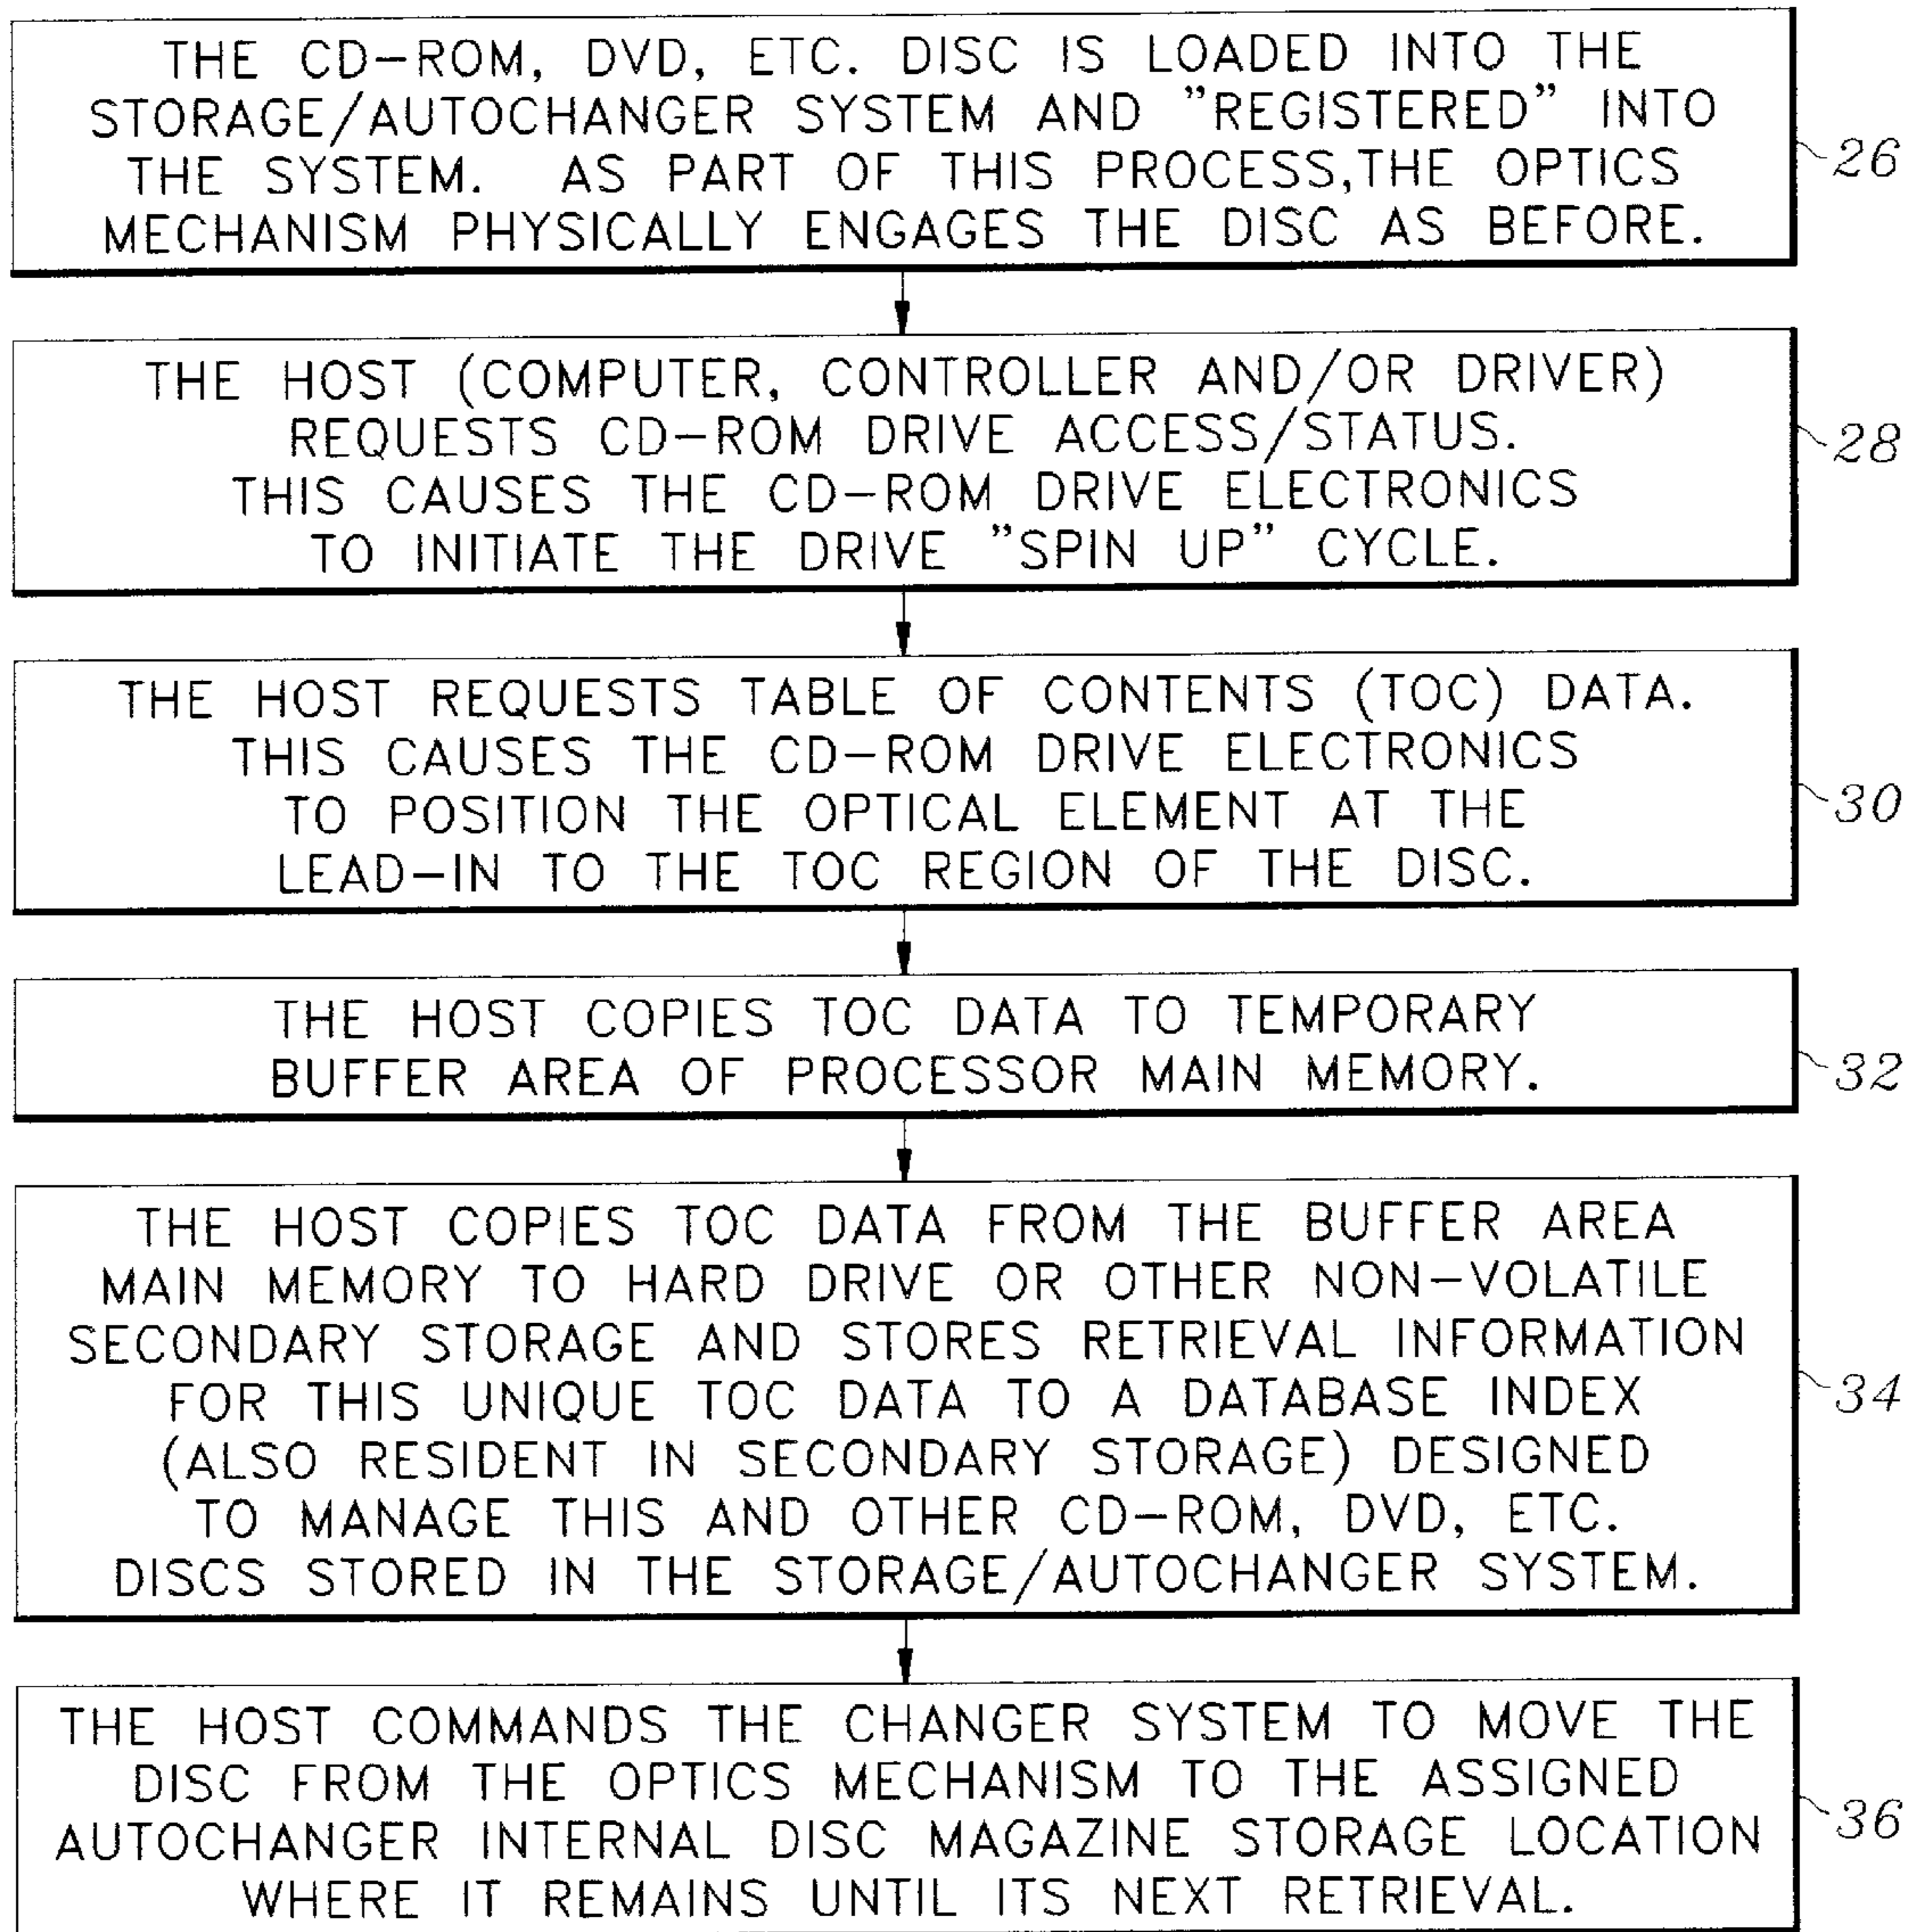 THE CD-ROM, DVD, ETC. DISC IS LOADED INTO THE
STORAGE/AUTOCHANGER SYSTEM AND "REGISTERED" INTO
THE SYSTEM. AS PART OF THIS PROCESS,THE OPTICS
MECHANISM PHYSICALLY ENGAGES THE DISC AS BEFORE.
26
THE HOST (COMPUTER, CONTROLLER AND/OR DRIVER)
REQUESTS CD-ROM DRIVE ACCESS/STATUS.
THIS CAUSES THE CD-ROM DRIVE ELECTRONICS
TO INITIATE THE DRIVE "SPIN UP" CYCLE.
28
THE HOST REQUESTS TABLE OF CONTENTS (TOC) DATA.
THIS CAUSES THE CD-ROM DRIVE ELECTRONICS
TO POSITION THE OPTICAL ELEMENT AT THE
LEAD-IN TO THE TOC REGION OF THE DISC.
30
THE HOST COPIES TOC DATA TO TEMPORARY
BUFFER AREA OF PROCESSOR MAIN MEMORY.
32
THE HOST COPIES TOC DATA FROM THE BUFFER AREA
MAIN MEMORY TO HARD DRIVE OR OTHER NON-VOLATILE
SECONDARY STORAGE AND STORES RETRIEVAL INFORMATION
FOR THIS UNIQUE TOC DATA TO A DATABASE INDEX
(ALSO RESIDENT IN SECONDARY STORAGE) DESIGNED
TO MANAGE THIS AND OTHER CD-ROM, DVD, ETC.
DISCS STORED IN THE STORAGE/AUTOCHANGER SYSTEM.
34
THE HOST COMMANDS THE CHANGER SYSTEM TO MOVE THE
DISC FROM THE OPTICS MECHANISM TO THE ASSIGNED
AUTOCHANGER INTERNAL DISC MAGAZINE STORAGE LOCATION
WHERE IT REMAINS UNTIL ITS NEXT RETRIEVAL.
36